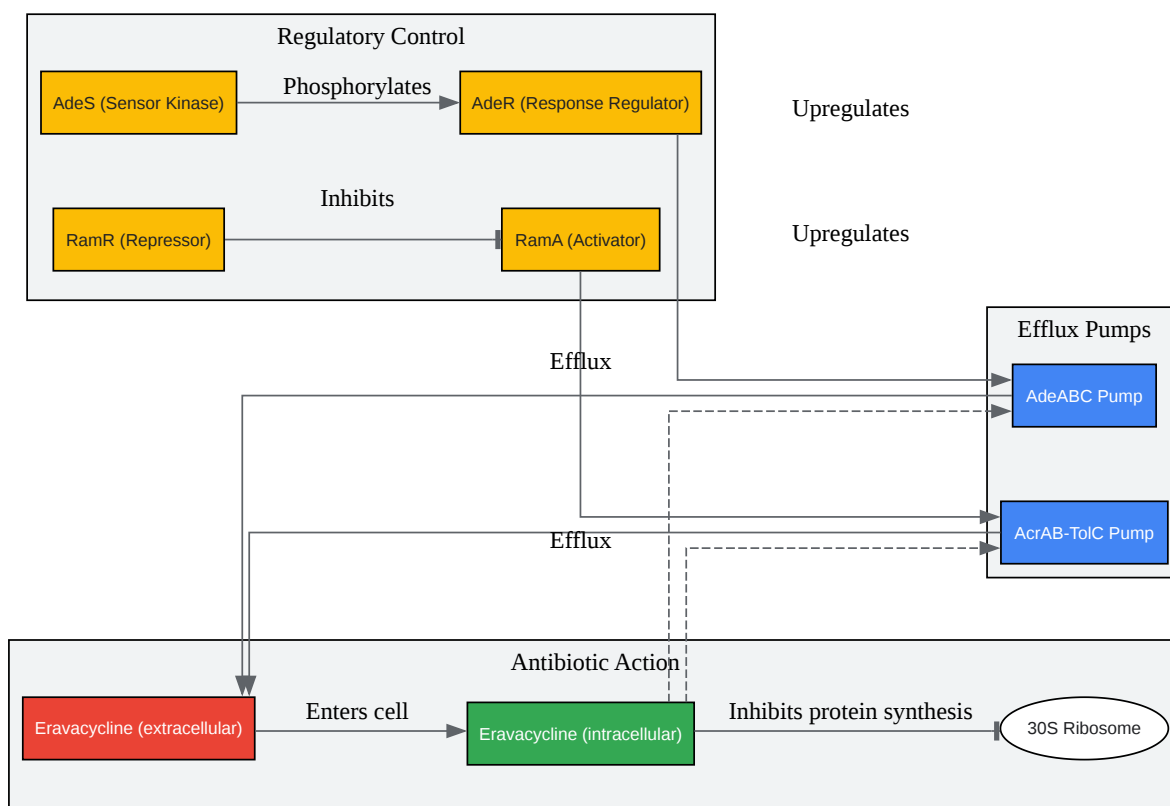 Regulatory Control
AdeS (Sensor Kinase)
Phosphorylates
AdeR (Response Regulator)
Upregulates
RamR (Repressor)
Inhibits
RamA (Activator)
Upregulates
Efflux Pumps
Efflux
AdeABC Pump
Efflux
AcrAB-TolC Pump
Antibiotic Action
Eravacycline (extracellular)
Enters cell
Eravacycline (intracellular)
Inhibits protein synthesis
30S Ribosome